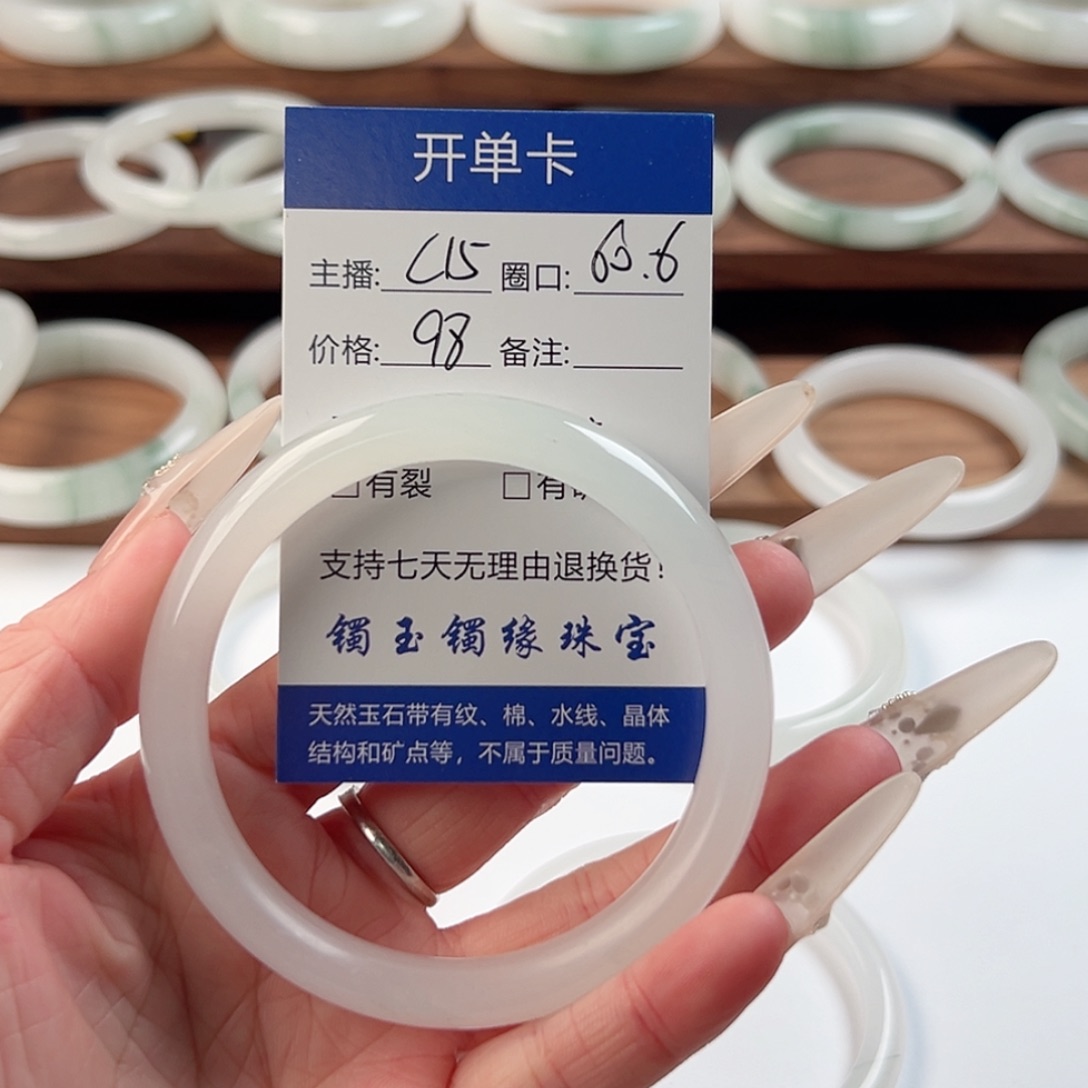 开单卡
主播: C15 圈口: 60.6
价格: 98 备注:
□有裂 □有
支持七天无理由退换货!
镯玉镯缘珠宝
天然玉石带有纹、棉、水线、晶体
结构和矿点等，不属于质量问题。